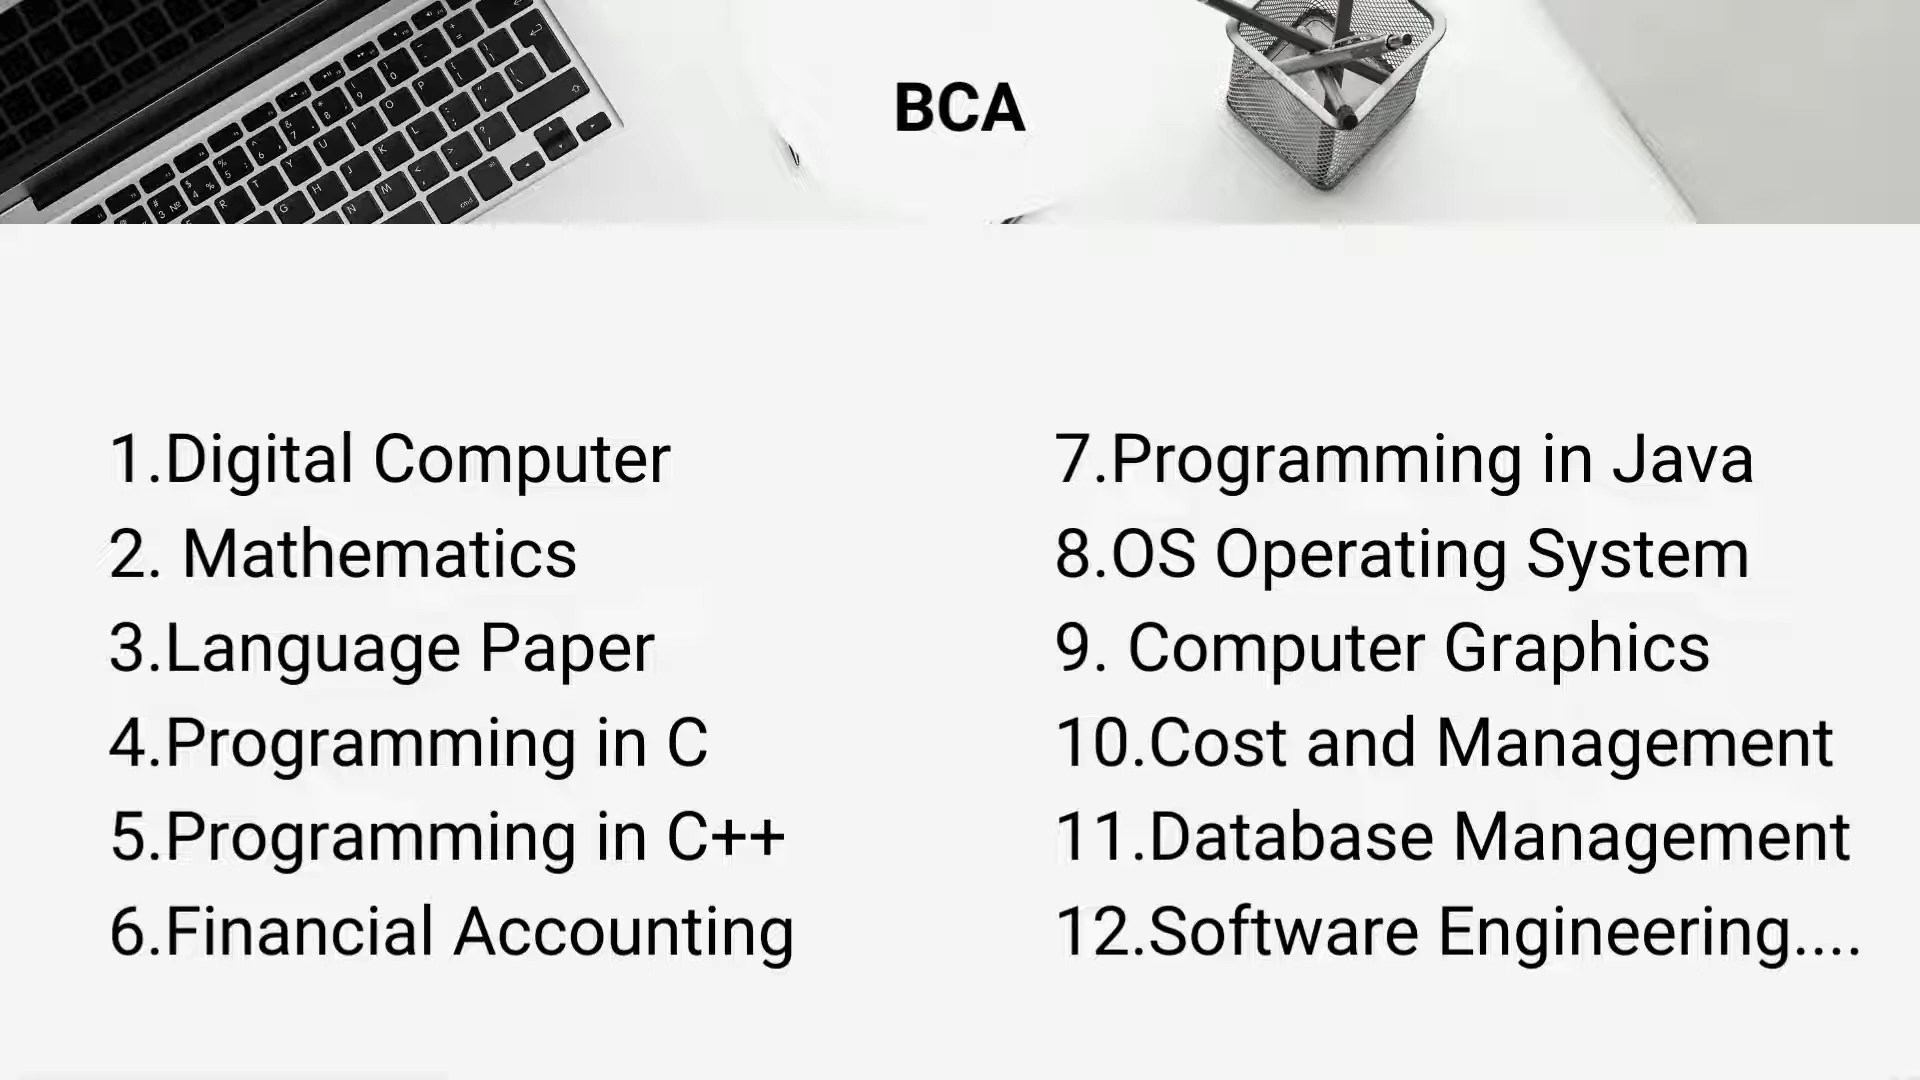 BCA
1.Digital Computer
2. Mathematics
3.Language Paper
4.Programming in C
5.Programming in C++
6.Financial Accounting
7.Programming in Java
8.OS Operating System
9. Computer Graphics
10.Cost and Management
11.Database Management
12.Software Engineering....